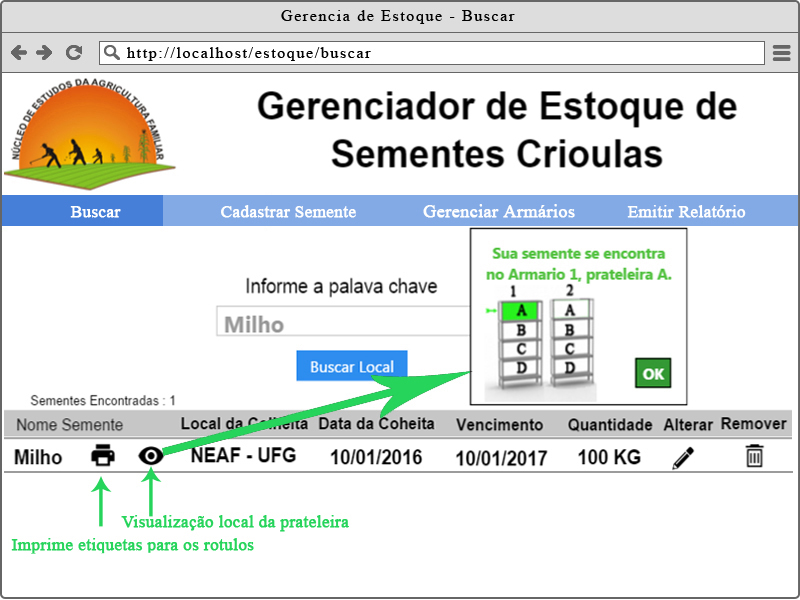 Gerencia de Estoque - Buscar
http://localhost/estoque/buscar
NÚCLEO DE ESTUDOS DA AGRICULTURA FAMILIAR
Gerenciador de Estoque de
Sementes Crioulas
Buscar Cadastrar Semente Gerenciar Armários Emitir Relatório
Sua semente se encontra
no Armario 1, prateleira A.
1 2
A A
B B
C C
D D
OK
Informe a palava chave
Milho
Buscar Local
Sementes Encontradas : 1
Nome Semente Local da Colheita Data da Coheita Vencimento Quantidade Alterar Remover
Milho NEAF - UFG 10/01/2016 10/01/2017 100 KG
Visualização local da prateleira
Imprime etiquetas para os rotulos